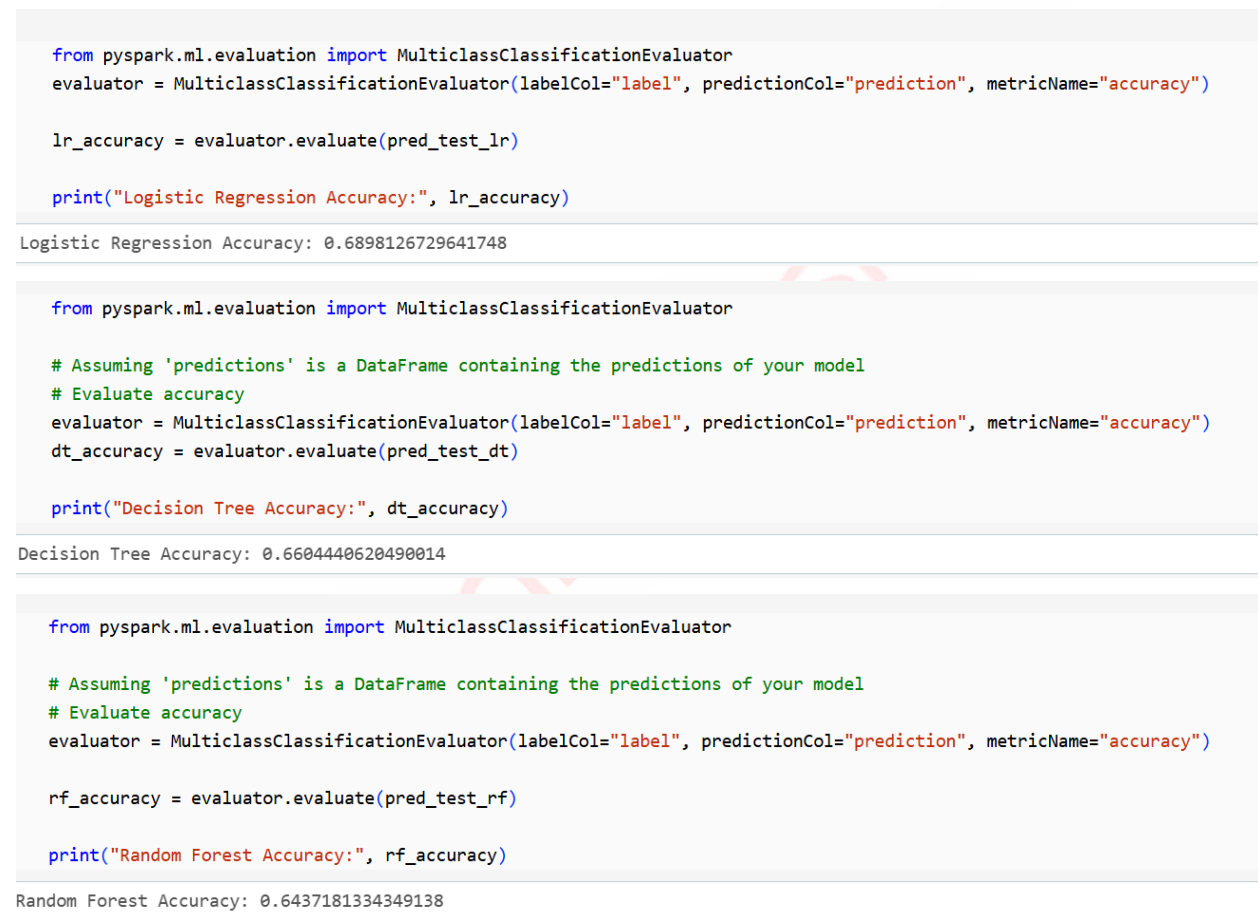 from pyspark.ml.evaluation import MulticlassClassificationEvaluator
evaluator = MulticlassClassificationEvaluator(labelCol="label", predictionCol="prediction", metricName="accuracy")
lr_accuracy = evaluator.evaluate(pred_test_lr)
print("Logistic Regression Accuracy:", lr_accuracy)
Logistic Regression Accuracy: 0.6898126729641748
from pyspark.ml.evaluation import MulticlassClassificationEvaluator
# Assuming 'predictions' is a DataFrame containing the predictions of your model
# Evaluate accuracy
evaluator = MulticlassClassificationEvaluator(labelCol="label", predictionCol="prediction", metricName="accuracy")
dt_accuracy = evaluator.evaluate(pred_test_dt)
print("Decision Tree Accuracy:", dt_accuracy)
Decision Tree Accuracy: 0.6604440620490014
from pyspark.ml.evaluation import MulticlassClassificationEvaluator
# Assuming 'predictions' is a DataFrame containing the predictions of your model
# Evaluate accuracy
evaluator = MulticlassClassificationEvaluator(labelCol="label", predictionCol="prediction", metricName="accuracy")
rf_accuracy = evaluator.evaluate(pred_test_rf)
print("Random Forest Accuracy:", rf_accuracy)
Random Forest Accuracy: 0.6437181334349138